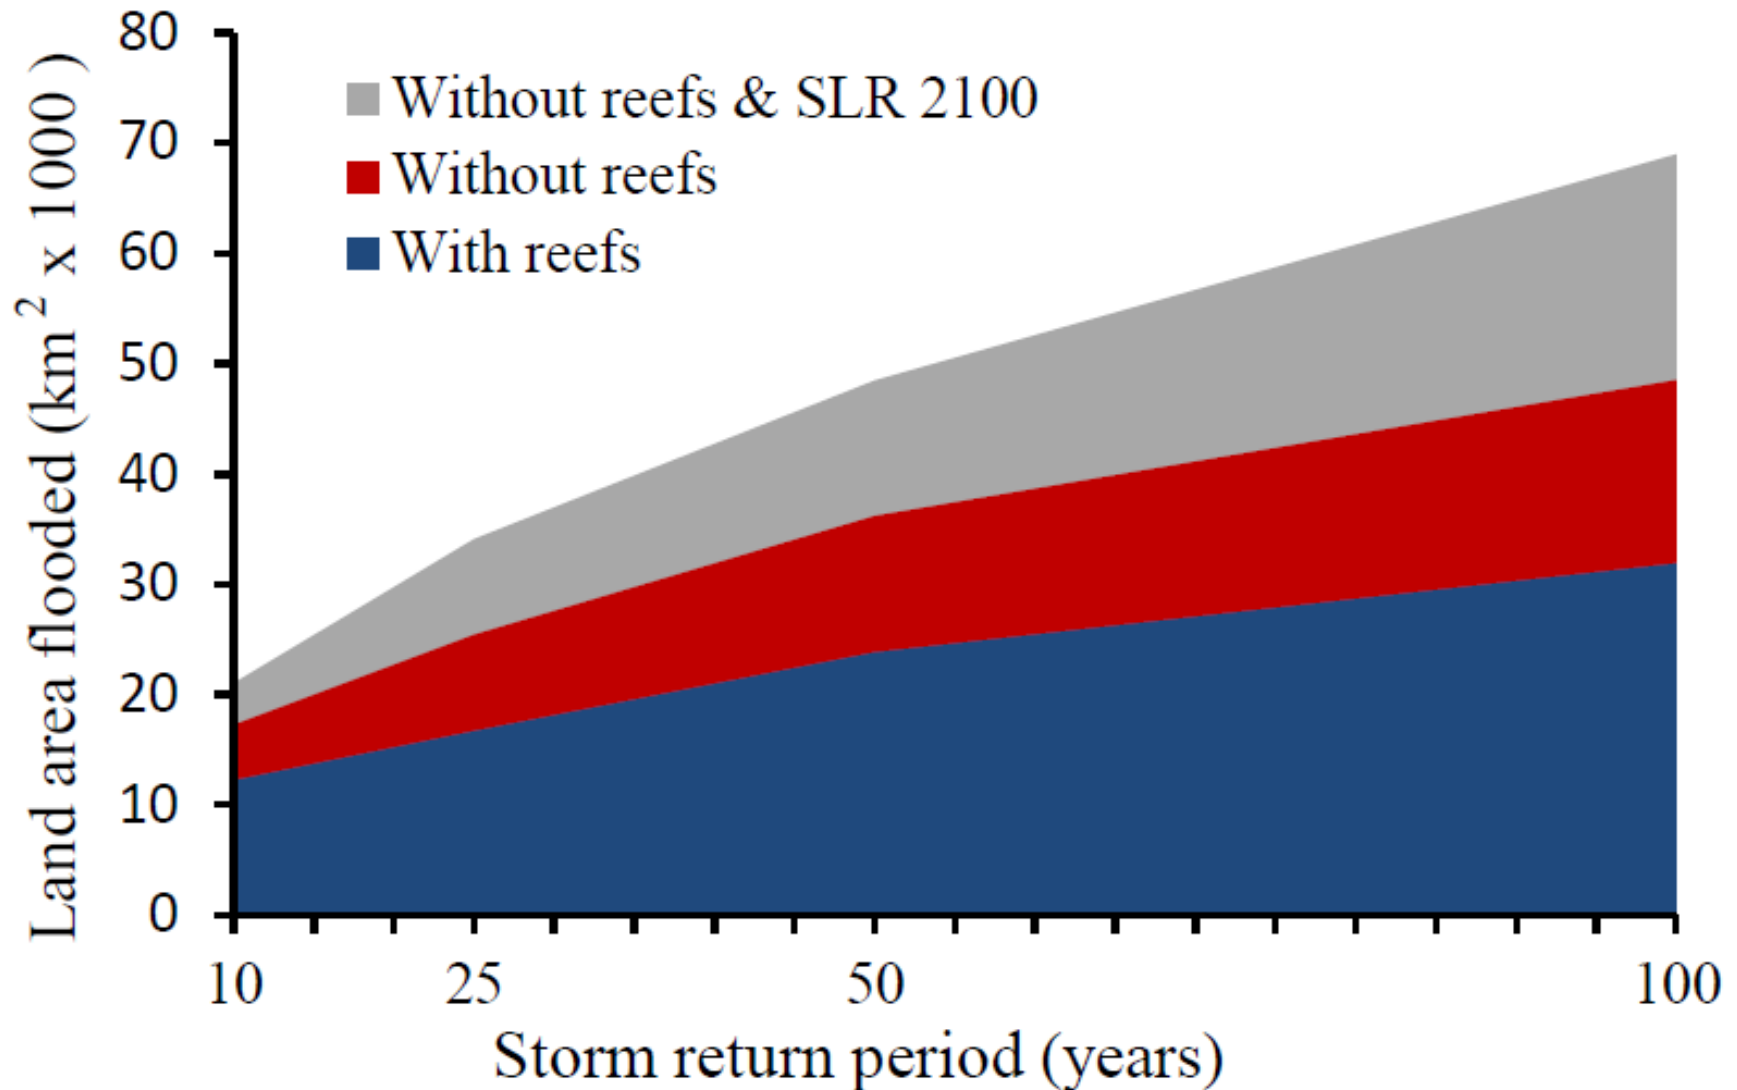 80
70
60
50
40
30
20
10
0
Land area flooded (km² x 1000 )
Without reefs & SLR 2100
Without reefs
With reefs
10 25 50 100
Storm return period (years)